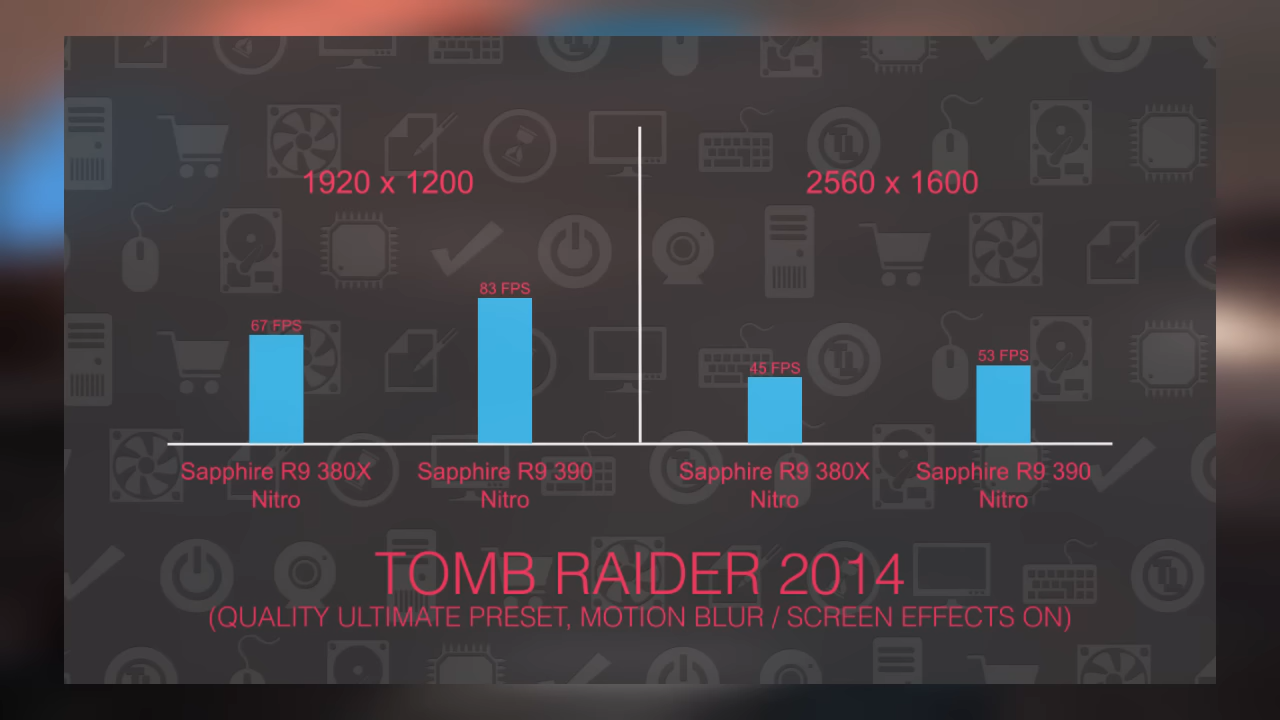 1920 x 1200
2560 x 1600
67 FPS
83 FPS
45 FPS
53 FPS
Sapphire R9 380X
Nitro
Sapphire R9 390
Nitro
Sapphire R9 380X
Nitro
Sapphire R9 390
Nitro
TOMB RAIDER 2014
(QUALITY ULTIMATE PRESET, MOTION BLUR / SCREEN EFFECTS ON)